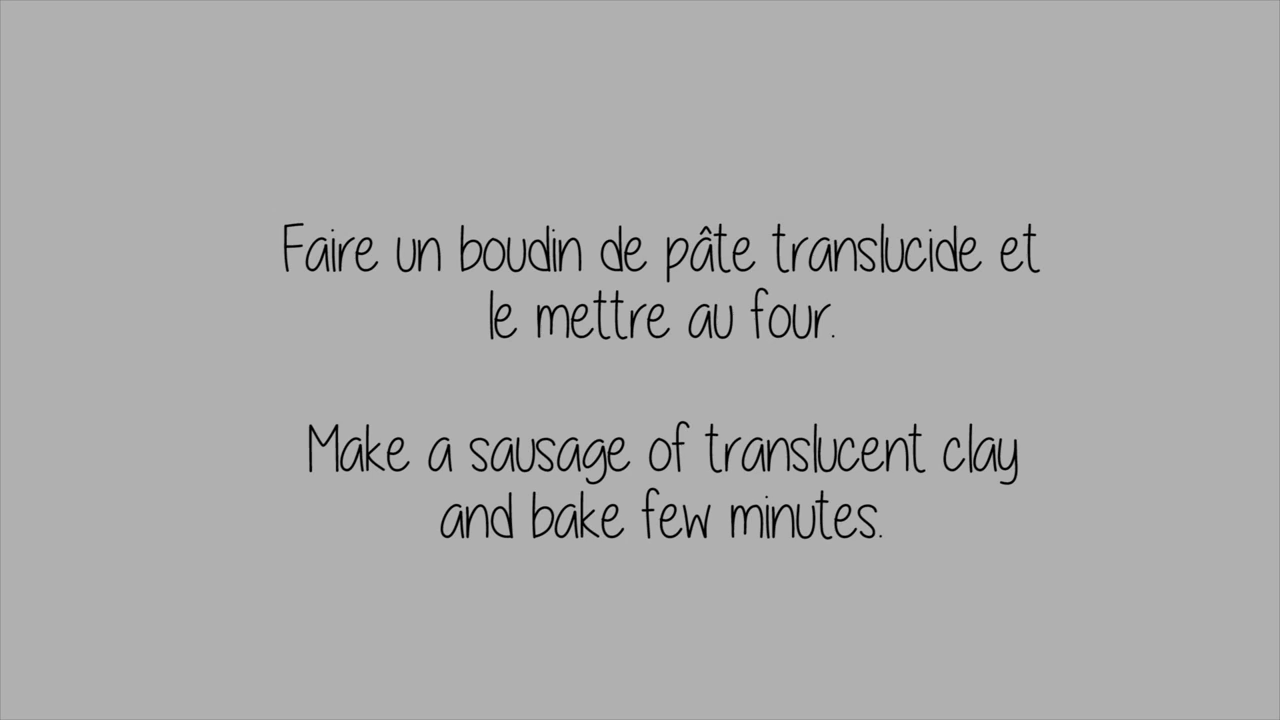 Faire un boudin de pâte translucide et
le mettre au four.
Make a sausage of translucent clay
and bake few minutes.